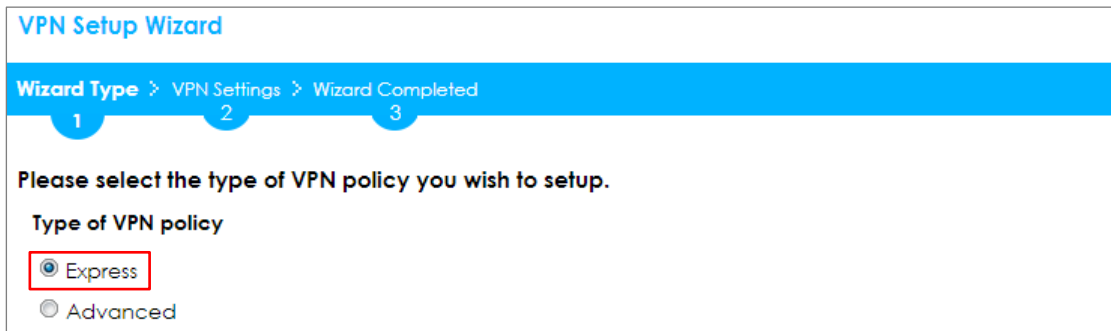 VPN Setup Wizard
Wizard Type > VPN Settings > Wizard Completed
1 2 3
Please select the type of VPN policy you wish to setup.
Type of VPN policy
Express
Advanced